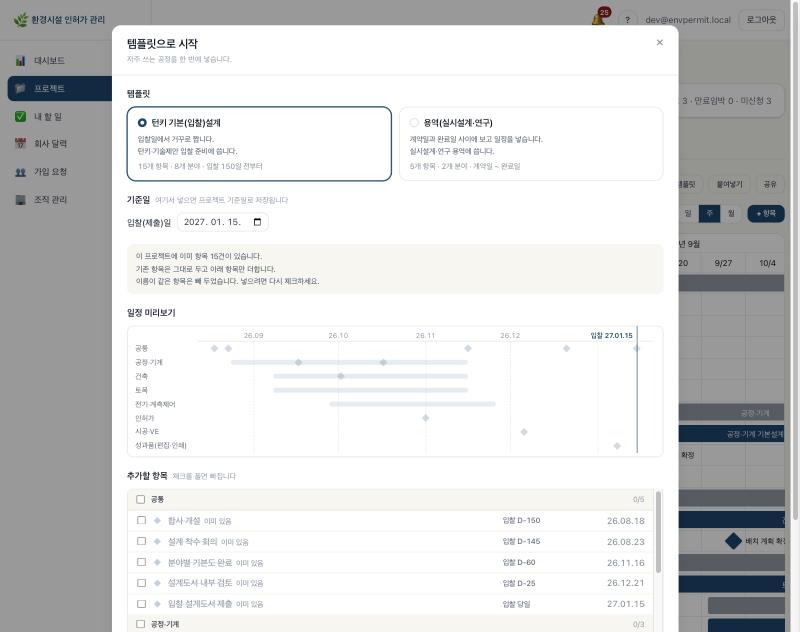 환경시설 인허가 관리
25
?
dev@envpermit.local
로그아웃
대시보드
프로젝트
내 할 일
회사 달력
가입 요청
조직 관리
템플릿으로 시작
자주 쓰는 공정을 한 번에 넣습니다.
×
템플릿
턴키 기본(입찰)설계
입찰일에서 거꾸로 짭니다.
턴키·기술제안 입찰 준비에 씁니다.
15개 항목 · 8개 분야 · 입찰 150일 전부터
용역(실시설계·연구)
계약일과 완료일 사이에 보고 일정을 넣습니다.
실시설계·연구 용역에 씁니다.
5개 항목 · 2개 분야 · 계약일 ~ 완료일
기준일 여기서 넣으면 프로젝트 기준일로 저장됩니다
입찰(제출)일 2027. 01. 15.
이 프로젝트에 이미 항목 15건이 있습니다.
기존 항목은 그대로 두고 아래 항목만 더합니다.
이름이 같은 항목은 빼 두었습니다. 넣으려면 다시 체크하세요.
일정 미리보기
26.09 26.10 26.11 26.12 입찰 27.01.15
공통
공정·기계
건축
토목
전기·계측제어
인허가
시공·VE
성과품(편집·인쇄)
추가할 항목 체크를 풀면 빠집니다
공통 0/5
합사 개설 이미 있음 입찰 D-150 26.08.18
설계 착수 회의 이미 있음 입찰 D-145 26.08.23
분야별 기본도 완료 이미 있음 입찰 D-60 26.11.16
설계도서 내부 검토 이미 있음 입찰 D-25 26.12.21
입찰 설계도서 제출 이미 있음 입찰 당일 27.01.15
공정·기계 0/3
3 · 만료임박 0 · 미신청 3
붙여넣기
공유
일 주 월
+ 항목
년 9월
20 9/27 10/4
공정·기계
공정·기계 기본설계
확정
배치 계획 확정